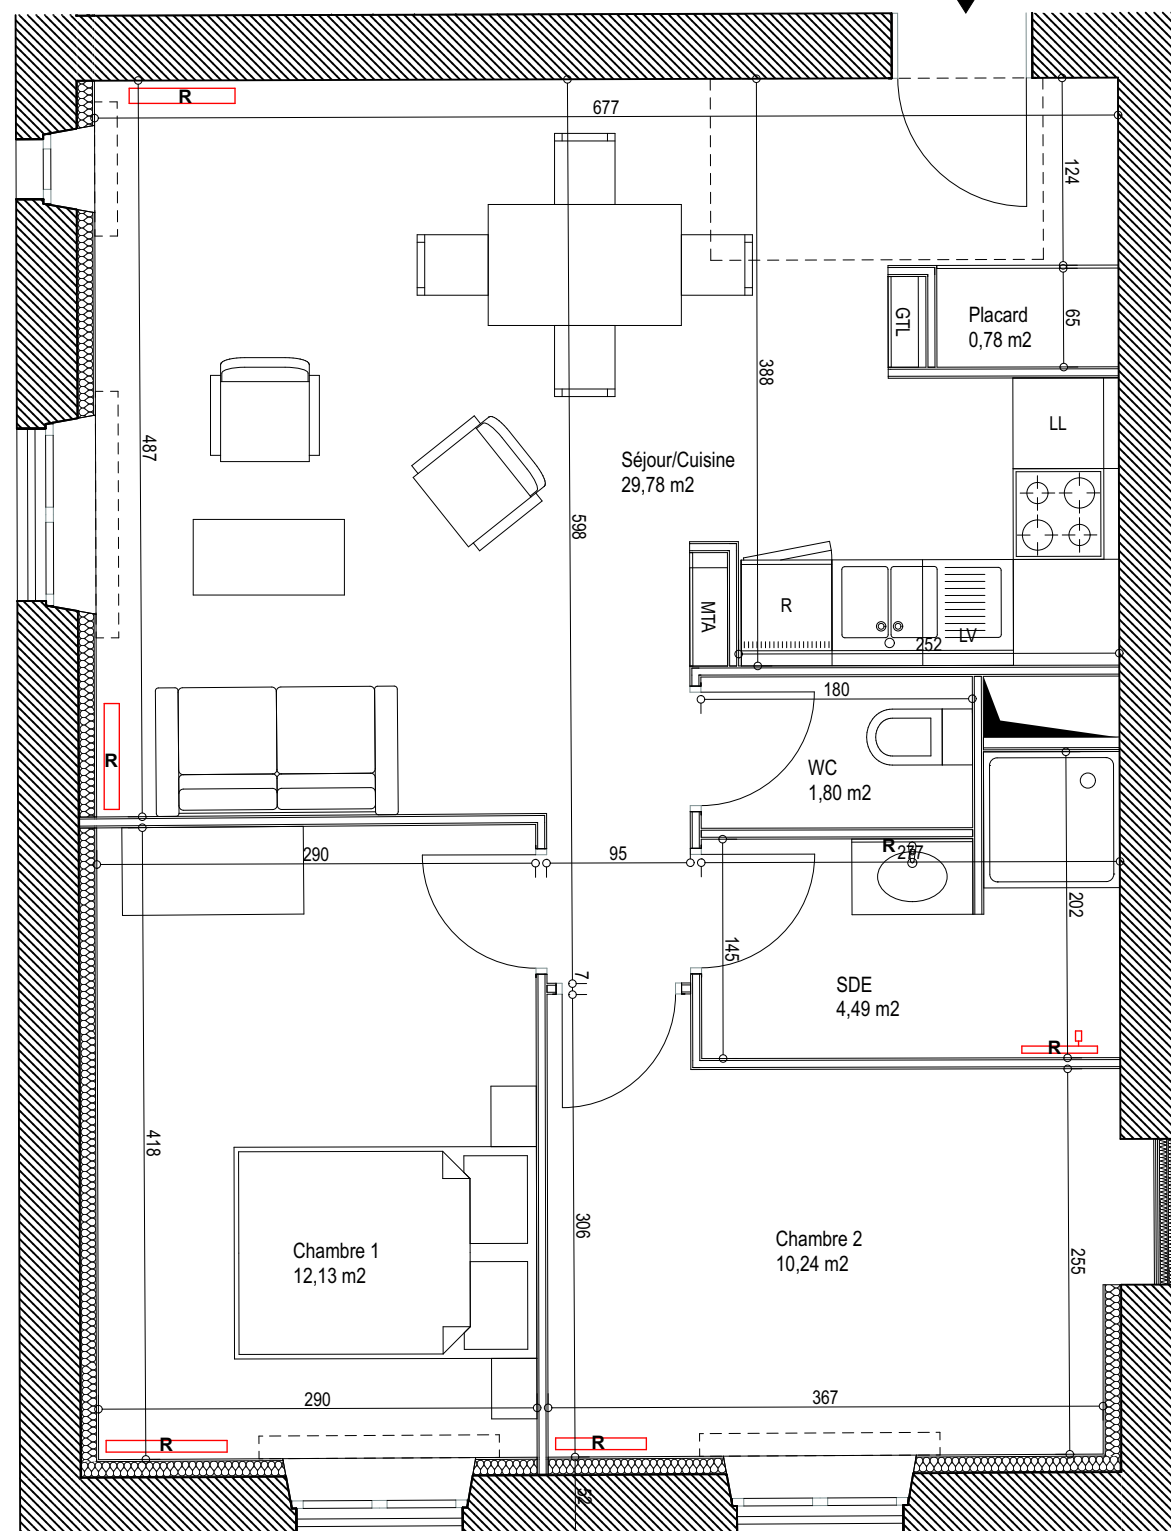 R
677
124
GTL
Placard
0,78 m2
65
388
LL
487
Séjour/Cuisine
29,78 m2
598
MTA
R
LV
252
180
R
WC
1,80 m2
290
95
R
277
202
145
7
SDE
4,49 m2
R
418
306
Chambre 1
12,13 m2
Chambre 2
10,24 m2
255
290
367
R
R
52